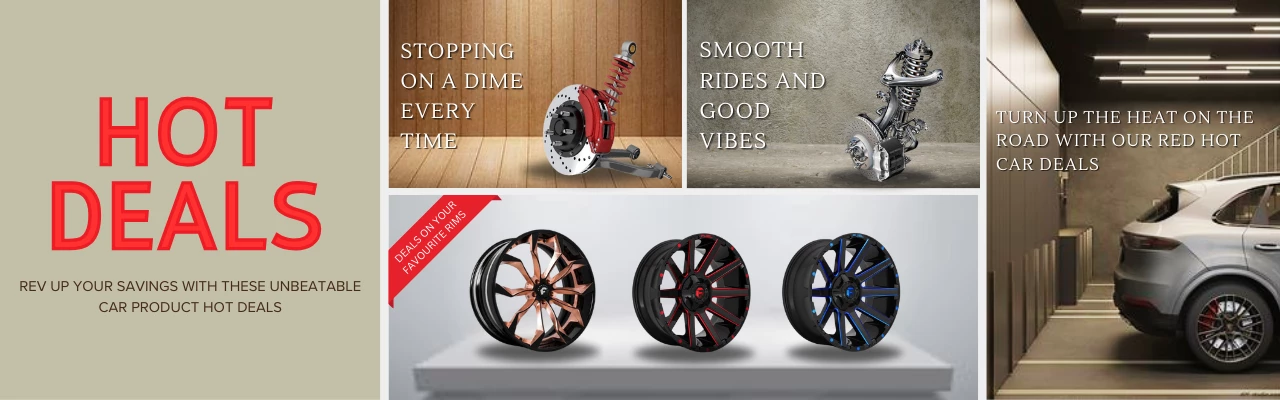 HOT
DEALS
REV UP YOUR SAVINGS WITH THESE UNBEATABLE
CAR PRODUCT HOT DEALS
STOPPING
ON A DIME
EVERY
TIME
SMOOTH
RIDES AND
GOOD
VIBES
DEALS ON YOUR
FAVOURITE RIMS
TURN UP THE HEAT ON THE
ROAD WITH OUR RED HOT
CAR DEALS